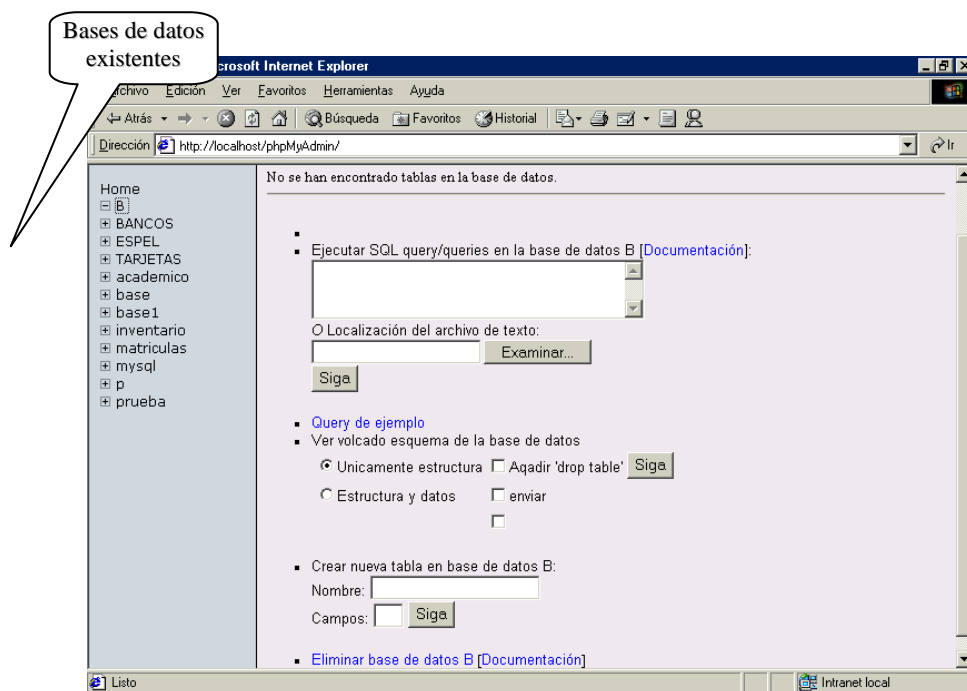 Bases de datos
existentes
crosoft Internet Explorer
chivo Edición Ver Favoritos Herramientas Ayuda
Atrás Búsqueda Favoritos Historial
Dirección http://localhost/phpMyAdmin/ Ir
Home
B
BANCOS
ESPEL
TARJETAS
academico
base
base1
inventario
matriculas
mysql
p
prueba
No se han encontrado tablas en la base de datos.
Ejecutar SQL query/queries en la base de datos B [Documentación]:
O Localización del archivo de texto:
Examinar...
Siga
Query de ejemplo
Ver volcado esquema de la base de datos
Unicamente estructura Aqadir 'drop table' Siga
Estructura y datos enviar
Crear nueva tabla en base de datos B:
Nombre:
Campos: Siga
Eliminar base de datos B [Documentación]
Listo Intranet local